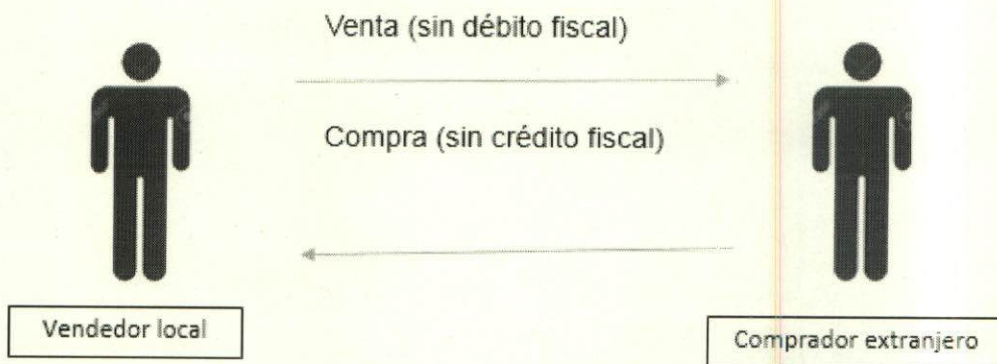 Venta (sin débito fiscal)
Compra (sin crédito fiscal)
Vendedor local
Comprador extranjero